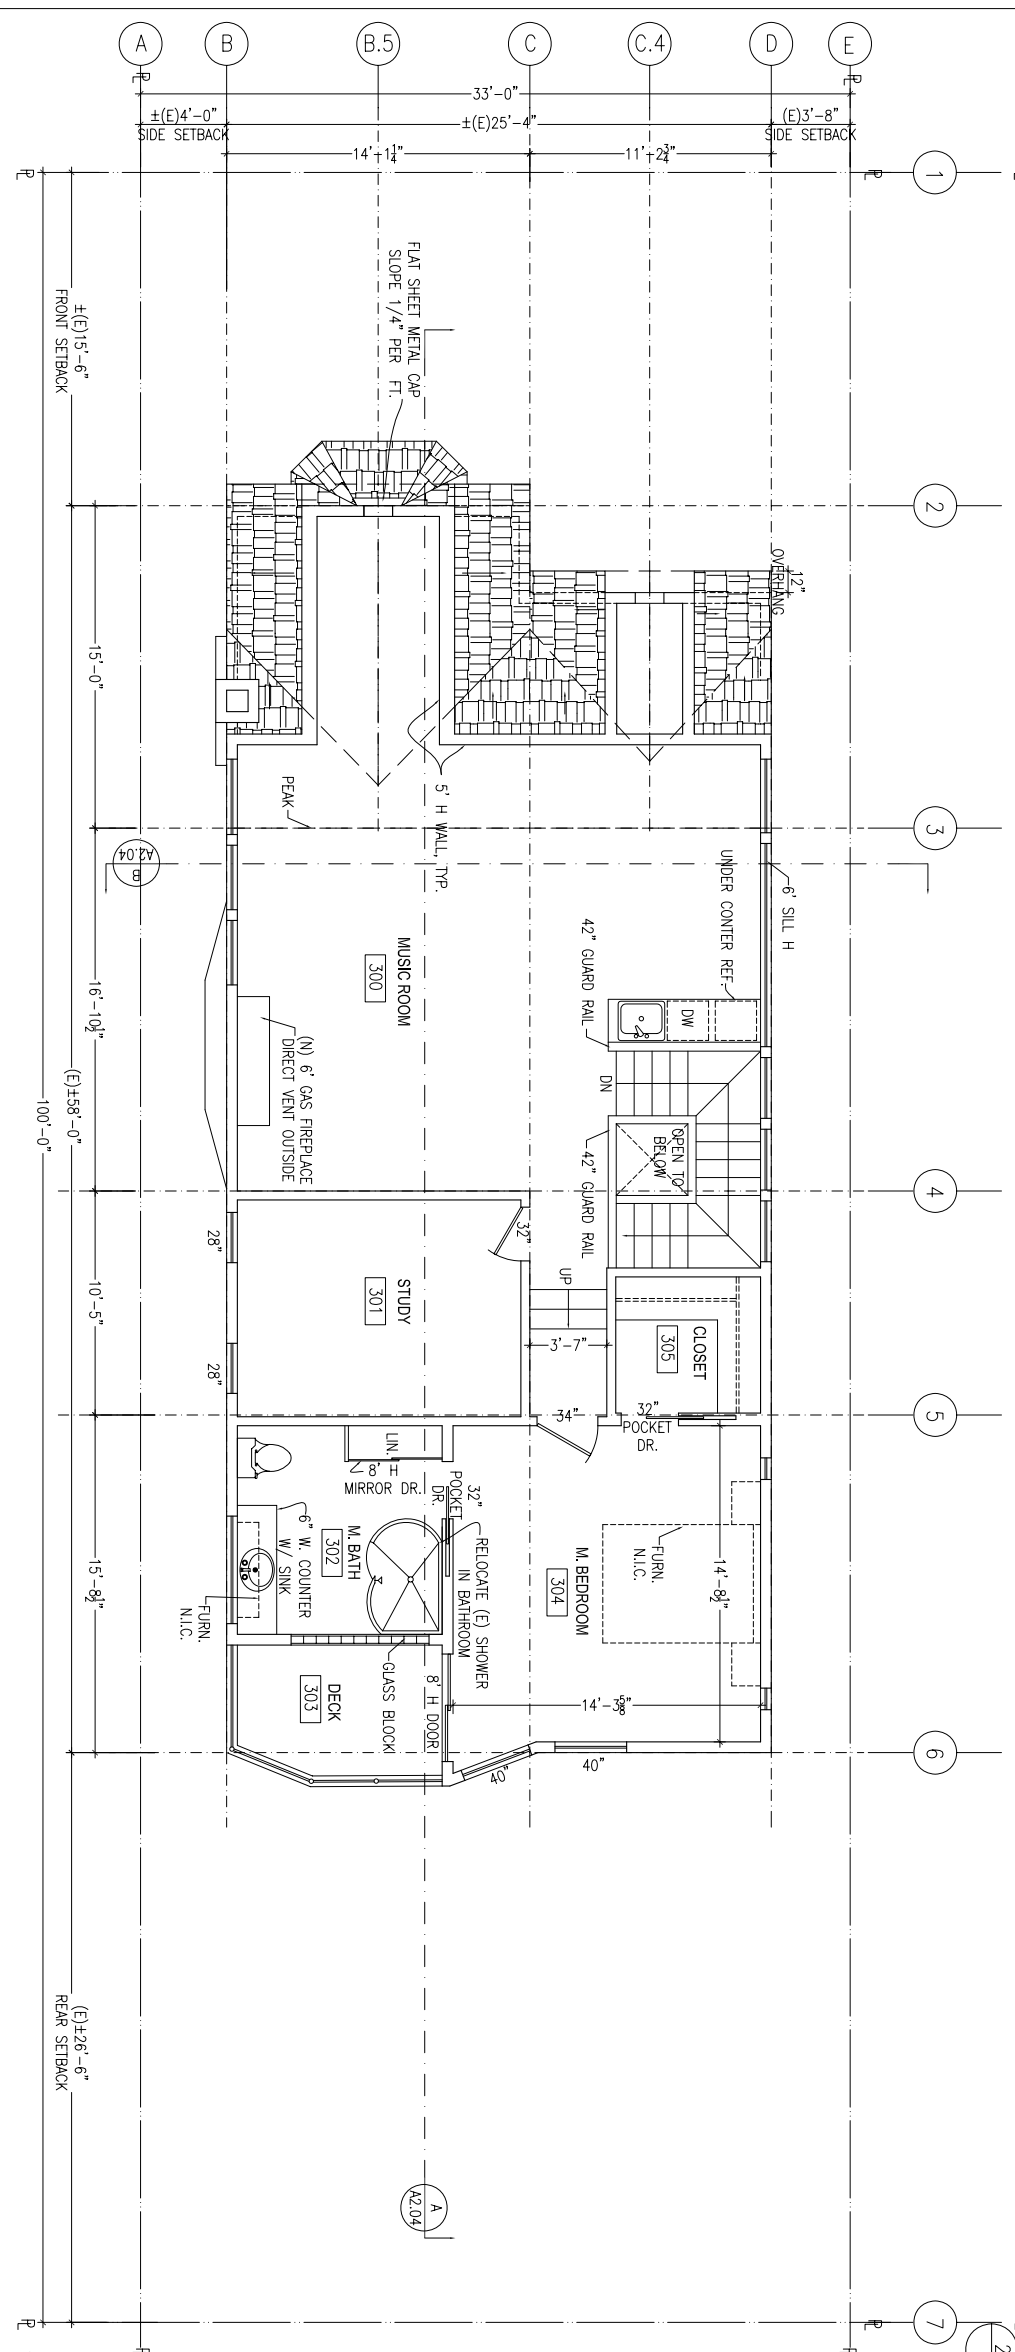 A
B
B.5
C
C.4
D
E
33'-0"
±(E)4'-0"
SIDE SETBACK
±(E)25'-4"
(E)3'-8"
SIDE SETBACK
14'-1¼"
11'-2¾"
1
2
3
4
5
6
7
2
±(E)15'-6"
FRONT SETBACK
15'-0"
16'-10½"
10'-5"
15'-8½"
(E)±58'-0"
100'-0"
(E)±26'-6"
REAR SETBACK
FLAT SHEET METAL CAP
SLOPE 1/4" PER FT.
12"
OVERHANG
5' H WALL, TYP.
PEAK
B
A2.04
6' SILL H
UNDER CONTER REF.
42" GUARD RAIL
DW
DN
MUSIC ROOM
300
(N) 6' GAS FIREPLACE
DIRECT VENT OUTSIDE
OPEN TO
BELOW
42" GUARD RAIL
UP
32"
28"
STUDY
301
28"
3'-7"
CLOSET
305
34"
32"
POCKET
DR.
LIN.
8' H
MIRROR DR.
32"
POCKET
DR.
M. BATH
302
6" W. COUNTER
W/ SINK
FURN.
N.I.C.
RELOCATE (E) SHOWER
IN BATHROOM
M. BEDROOM
304
FURN.
N.I.C.
14'-8½"
14'-3⅝"
GLASS BLOCK
8' H DOOR
DECK
303
40"
40"
A
A2.04